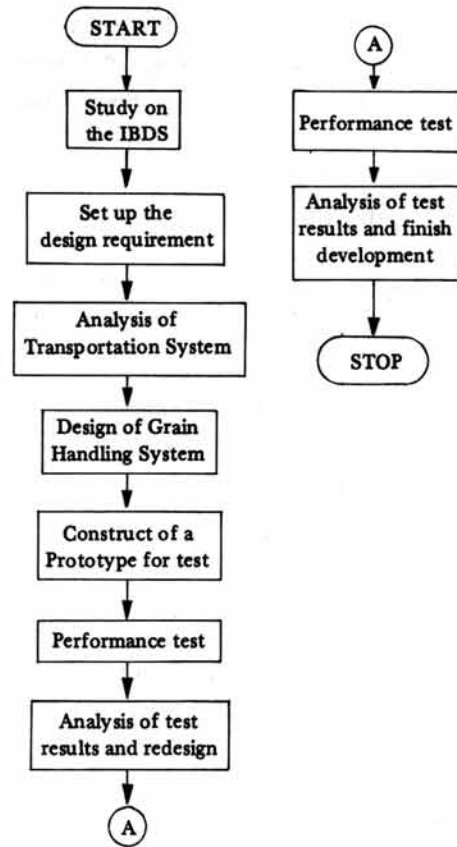 START
Study on
the IBDS
Set up the
design requirement
Analysis of
Transportation System
Design of Grain
Handling System
Construct of a
Prototype for test
Performance test
Analysis of test
results and redesign
A
A
Performance test
Analysis of test
results and finish
development
STOP